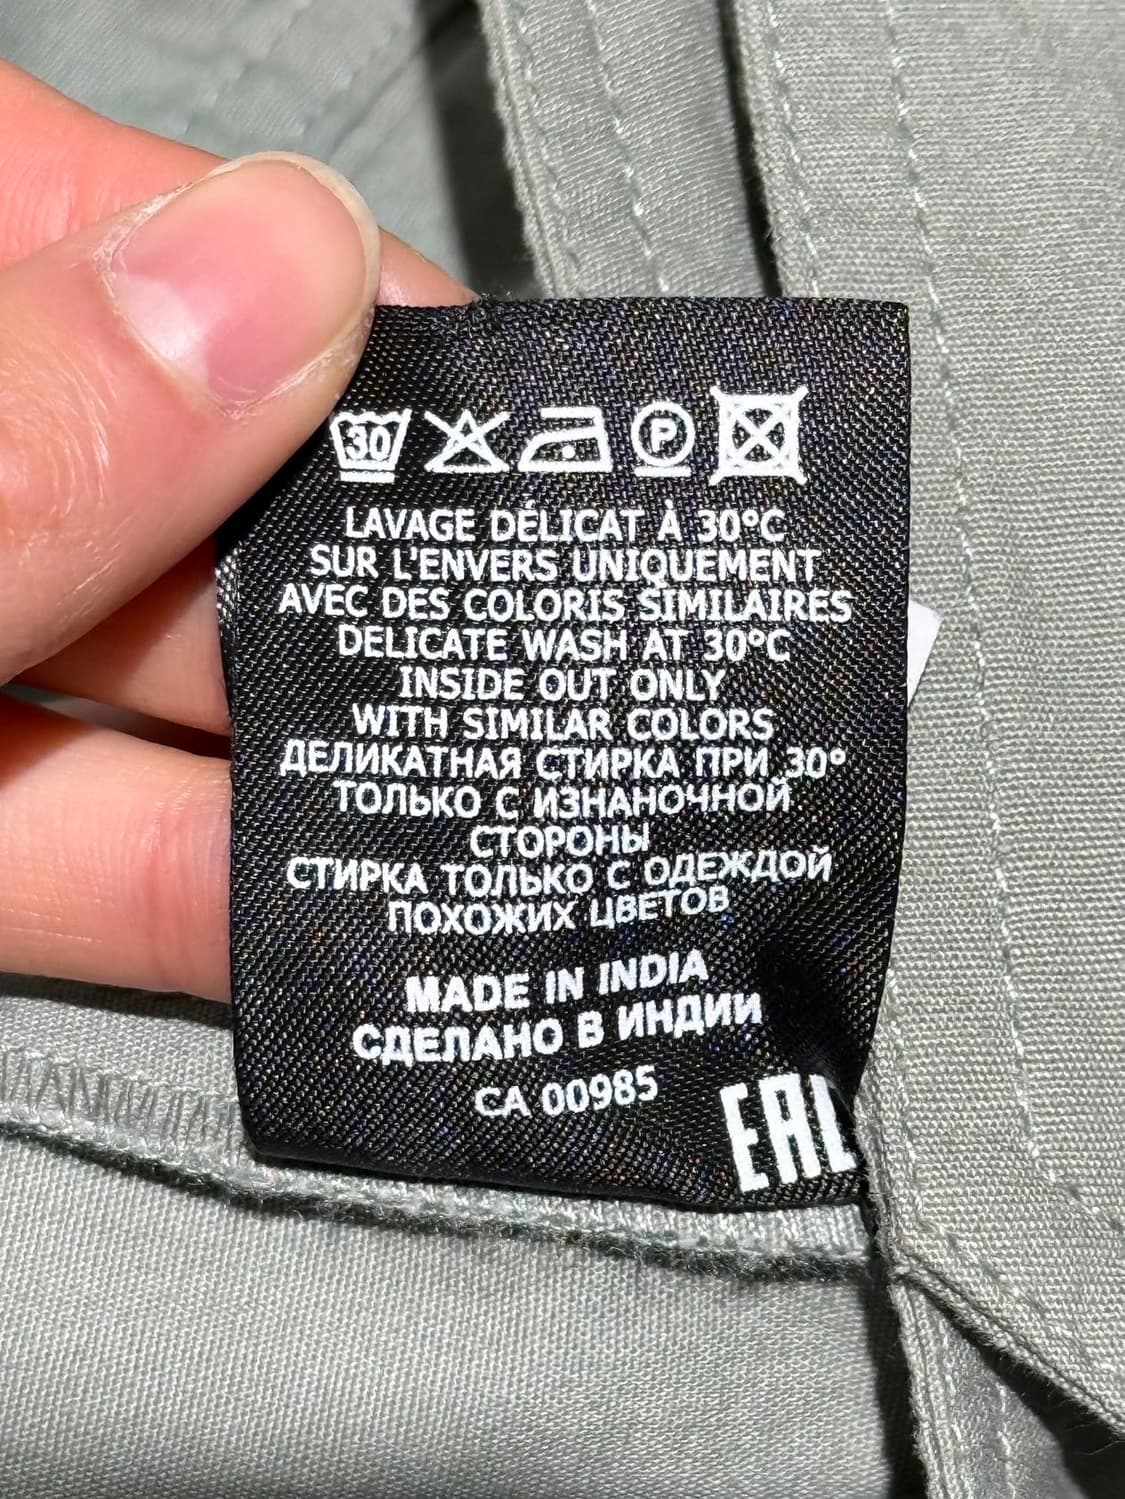 30 P
LAVAGE DÉLICAT À 30°C
SUR L'ENVERS UNIQUEMENT
AVEC DES COLORIS SIMILAIRES
DELICATE WASH AT 30°C
INSIDE OUT ONLY
WITH SIMILAR COLORS
ДЕЛИКАТНАЯ СТИРКА ПРИ 30°
ТОЛЬКО С ИЗНАНОЧНОЙ
СТОРОНЫ
СТИРКА ТОЛЬКО С ОДЕЖДОЙ
ПОХОЖИХ ЦВЕТОВ
MADE IN INDIA
СДЕЛАНО В ИНДИИ
CA 00985
EAC